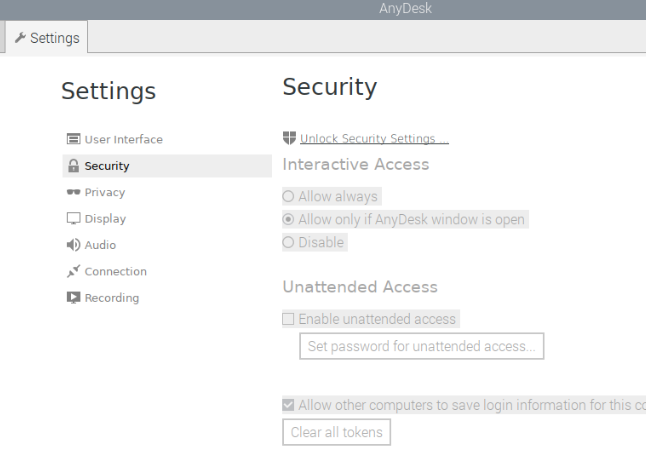 AnyDesk
Settings
Settings
User Interface
Security
Privacy
Display
Audio
Connection
Recording
Security
Unlock Security Settings ...
Interactive Access
Allow always
Allow only if AnyDesk window is open
Disable
Unattended Access
Enable unattended access
Set password for unattended access...
Allow other computers to save login information for this
Clear all tokens